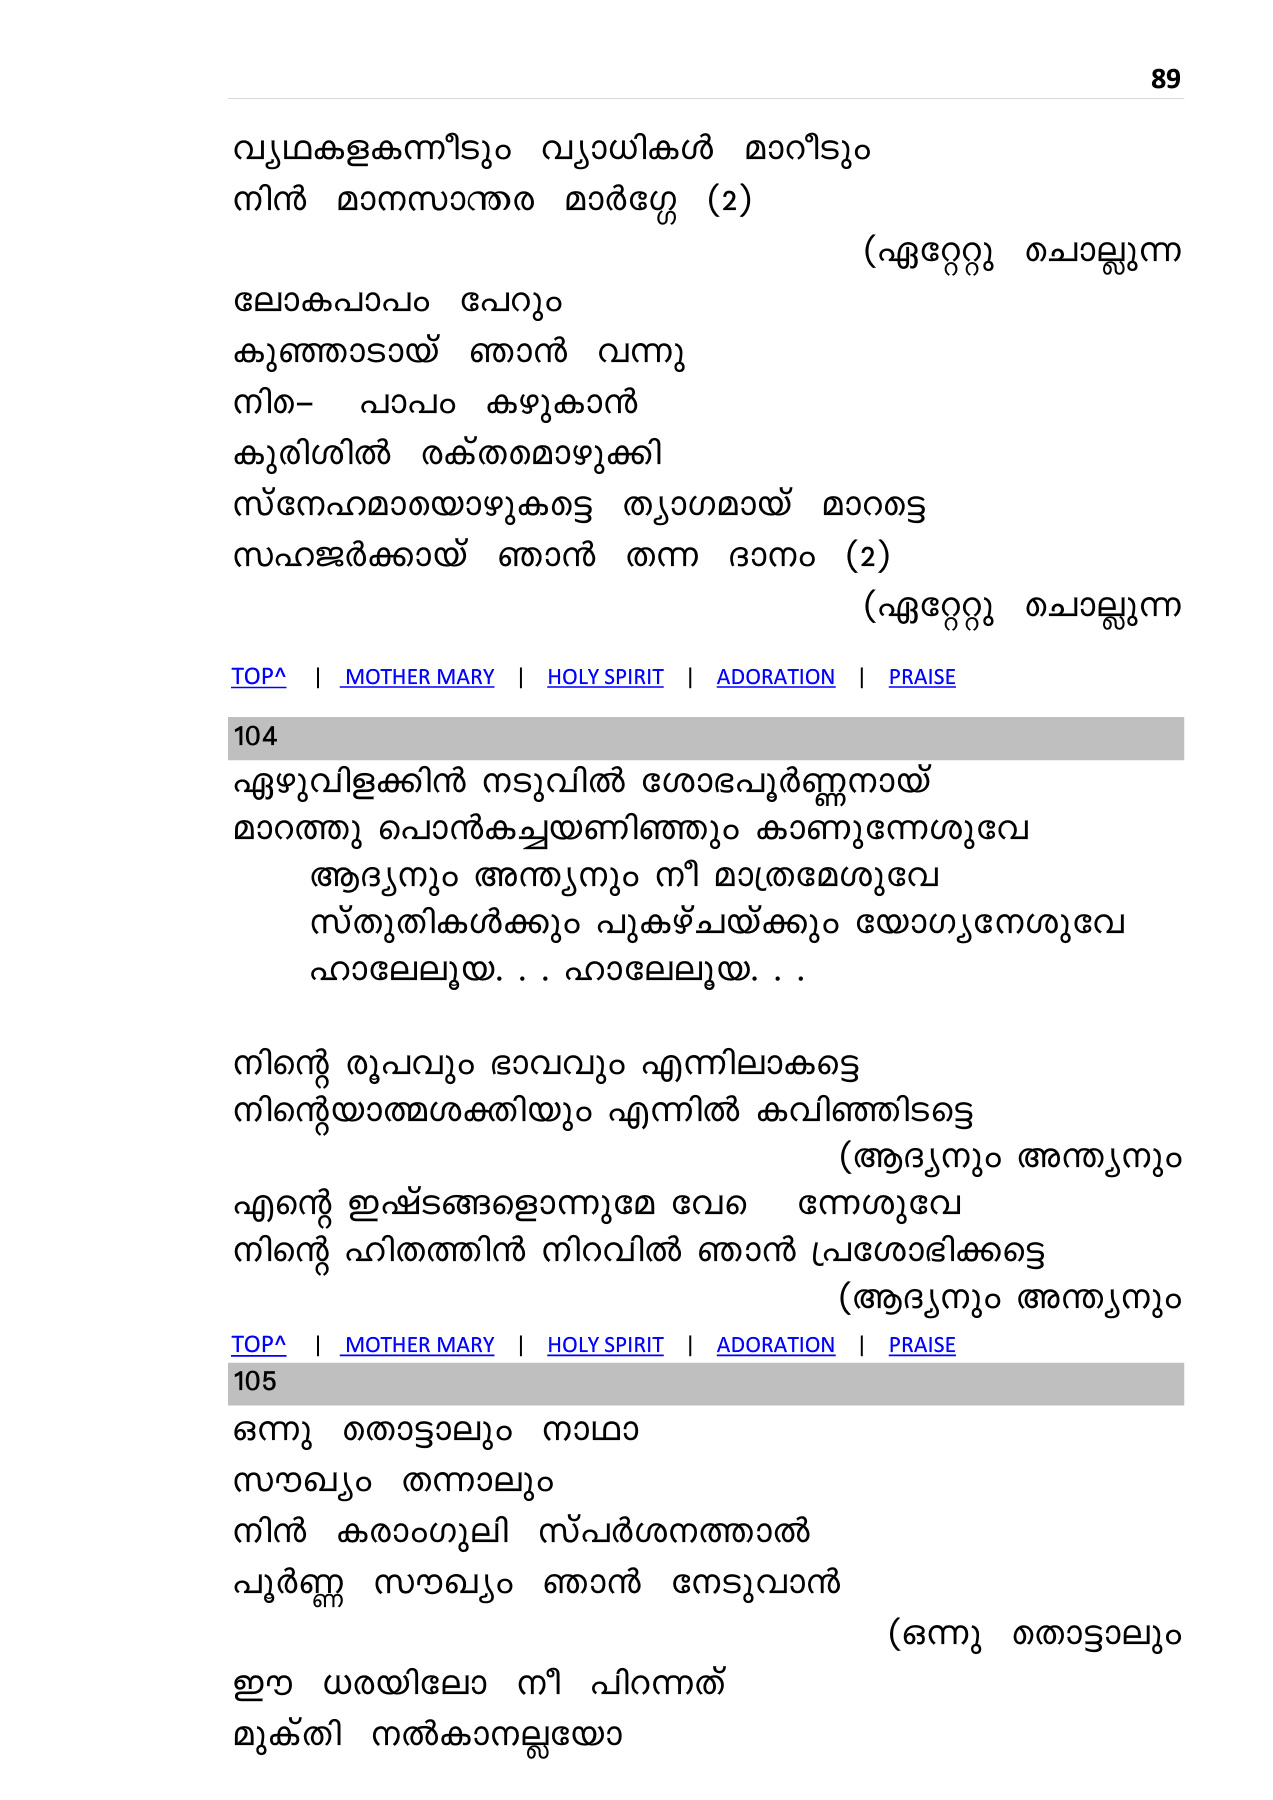 89
വ്യഥകളകന്നീടും വ്യാധികൾ മാറീടും
നിൻ മാനസാന്തര മാർഗ്ഗേ (2)
(ഏറ്റേറ്റു ചൊല്ലുന്ന
ലോകപാപം പേറും
കുഞ്ഞാടായ് ഞാൻ വന്നു
നിെ– പാപം കഴുകാൻ
കുരിശിൽ രക്‌തമൊഴുക്കി
സ്നേഹമായൊഴുകട്ടെ ത്യാഗമായ് മാറട്ടെ
സഹജർക്കായ് ഞാൻ തന്ന ദാനം (2)
(ഏറ്റേറ്റു ചൊല്ലുന്ന
TOP^ | MOTHER MARY | HOLY SPIRIT | ADORATION | PRAISE
104
ഏഴുവിളക്കിൻ നടുവിൽ ശോഭപൂർണ്ണനായ്
മാറത്തു പൊൻകച്ചയണിഞ്ഞും കാണുന്നേശുവേ
ആദ്യനും അന്ത്യനും നീ മാത്രമേശുവേ
സ്തുതികൾക്കും പുകഴ്ചയ്ക്കും യോഗ്യനേശുവേ
ഹാലേലൂയ. . . ഹാലേലൂയ. . .
നിന്റെ രൂപവും ഭാവവും എന്നിലാകട്ടെ
നിന്റെയാത്മശക്തിയും എന്നിൽ കവിഞ്ഞിടട്ടെ
(ആദ്യനും അന്ത്യനും
എന്റെ ഇഷ്ടങ്ങളൊന്നുമേ വേെ ന്നേശുവേ
നിന്റെ ഹിതത്തിൻ നിറവിൽ ഞാൻ പ്രശോഭിക്കട്ടെ
(ആദ്യനും അന്ത്യനും
TOP^ | MOTHER MARY | HOLY SPIRIT | ADORATION | PRAISE
105
ഒന്നു തൊട്ടാലും നാഥാ
സൗഖ്യം തന്നാലും
നിൻ കരാംഗുലി സ്പർശനത്താൽ
പൂർണ്ണ സൗഖ്യം ഞാൻ നേടുവാൻ
(ഒന്നു തൊട്ടാലും
ഈ ധരയിലോ നീ പിറന്നത്
മുക്‌തി നൽകാനല്ലയോ